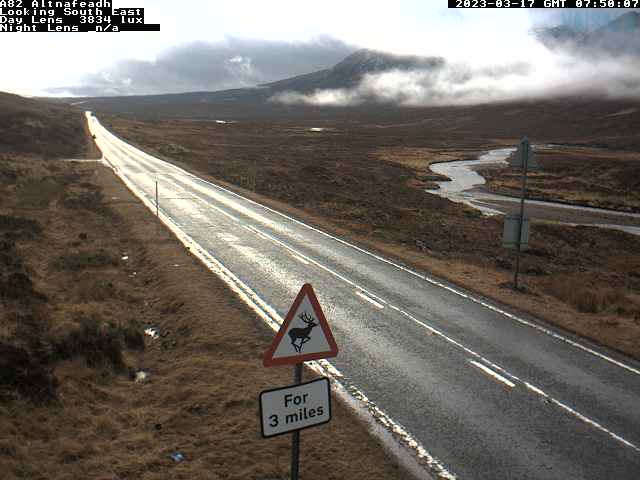 A82 Altnafeadh
Looking South East
Day Lens 3834 lux
Night Lens n/a
2023-03-17 GMT 07:50:07
For
3 miles